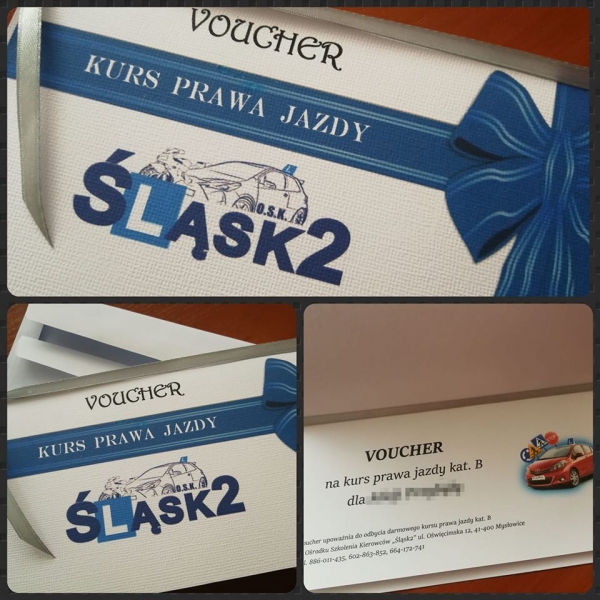 VOUCHER
KURS PRAWA JAZDY
L
O.S.K.
ŚLĄSK2
VOUCHER
KURS PRAWA JAZDY
L
O.S.K.
ŚLĄSK2
VOUCHER
na kurs prawa jazdy kat. B
dla
L
upoważnia do odbycia darmowego kursu prawa jazdy kat. B
Ośrodku Szkolenia Kierowców „Śląsk2” ul. Oświęcimska 12, 41-400 Mysłowice
886-011-435, 602-863-852, 664-172-741